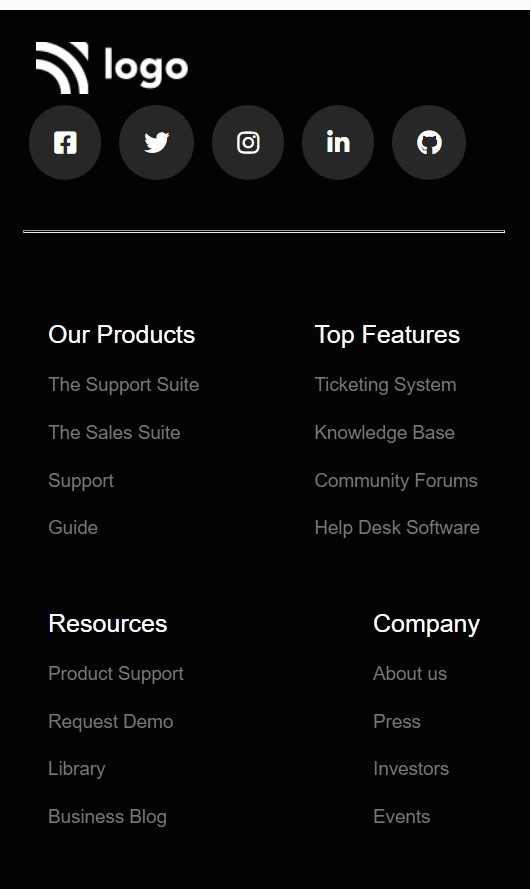 logo
Our Products
The Support Suite
The Sales Suite
Support
Guide
Top Features
Ticketing System
Knowledge Base
Community Forums
Help Desk Software
Resources
Product Support
Request Demo
Library
Business Blog
Company
About us
Press
Investors
Events